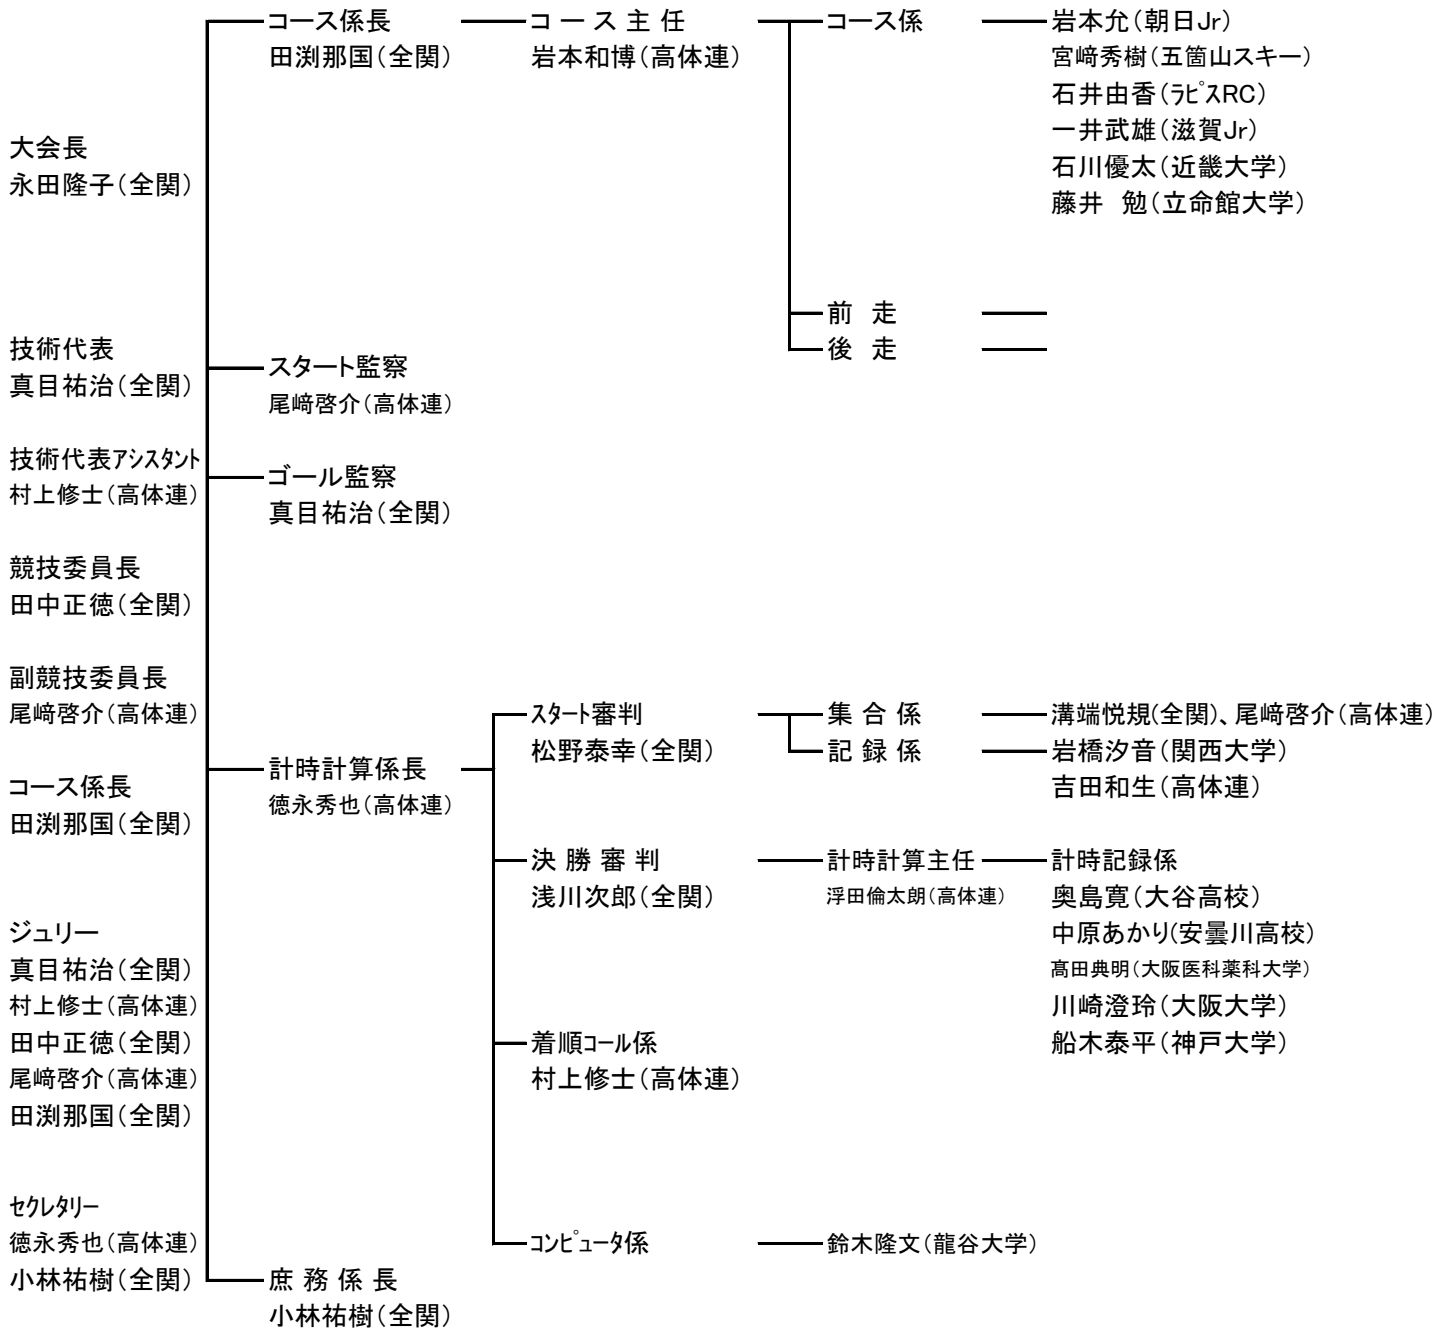 大会長
永田隆子（全関）
技術代表
真目祐治（全関）
技術代表アシスタント
村上修士（高体連）
競技委員長
田中正徳（全関）
副競技委員長
尾﨑啓介（高体連）
コース係長
田渕那国（全関）
ジュリー
真目祐治（全関）
村上修士（高体連）
田中正徳（全関）
尾﨑啓介（高体連）
田渕那国（全関）
セクレタリー
徳永秀也（高体連）
小林祐樹（全関）
コース係長
田渕那国（全関）
コ ー ス 主 任
岩本和博（高体連）
コース係
岩本允（朝日Jr）
宮﨑秀樹（五箇山スキー）
石井由香（ラピスRC）
一井武雄（滋賀Jr）
石川優太（近畿大学）
藤井　勉（立命館大学）
前　走
後　走
スタート監察
尾﨑啓介（高体連）
ゴール監察
真目祐治（全関）
計時計算係長
徳永秀也（高体連）
スタート審判
松野泰幸（全関）
集 合 係
溝端悦規(全関)、尾﨑啓介（高体連）
記 録 係
岩橋汐音（関西大学）
吉田和生（高体連）
決 勝 審 判
浅川次郎（全関）
計時計算主任
浮田倫太朗（高体連）
計時記録係
奥島寛（大谷高校）
中原あかり(安曇川高校）
髙田典明（大阪医科薬科大学）
川崎澄玲（大阪大学）
船木泰平（神戸大学）
着順コール係
村上修士（高体連）
コンピュータ係
鈴木隆文（龍谷大学）
庶 務 係 長
小林祐樹（全関）